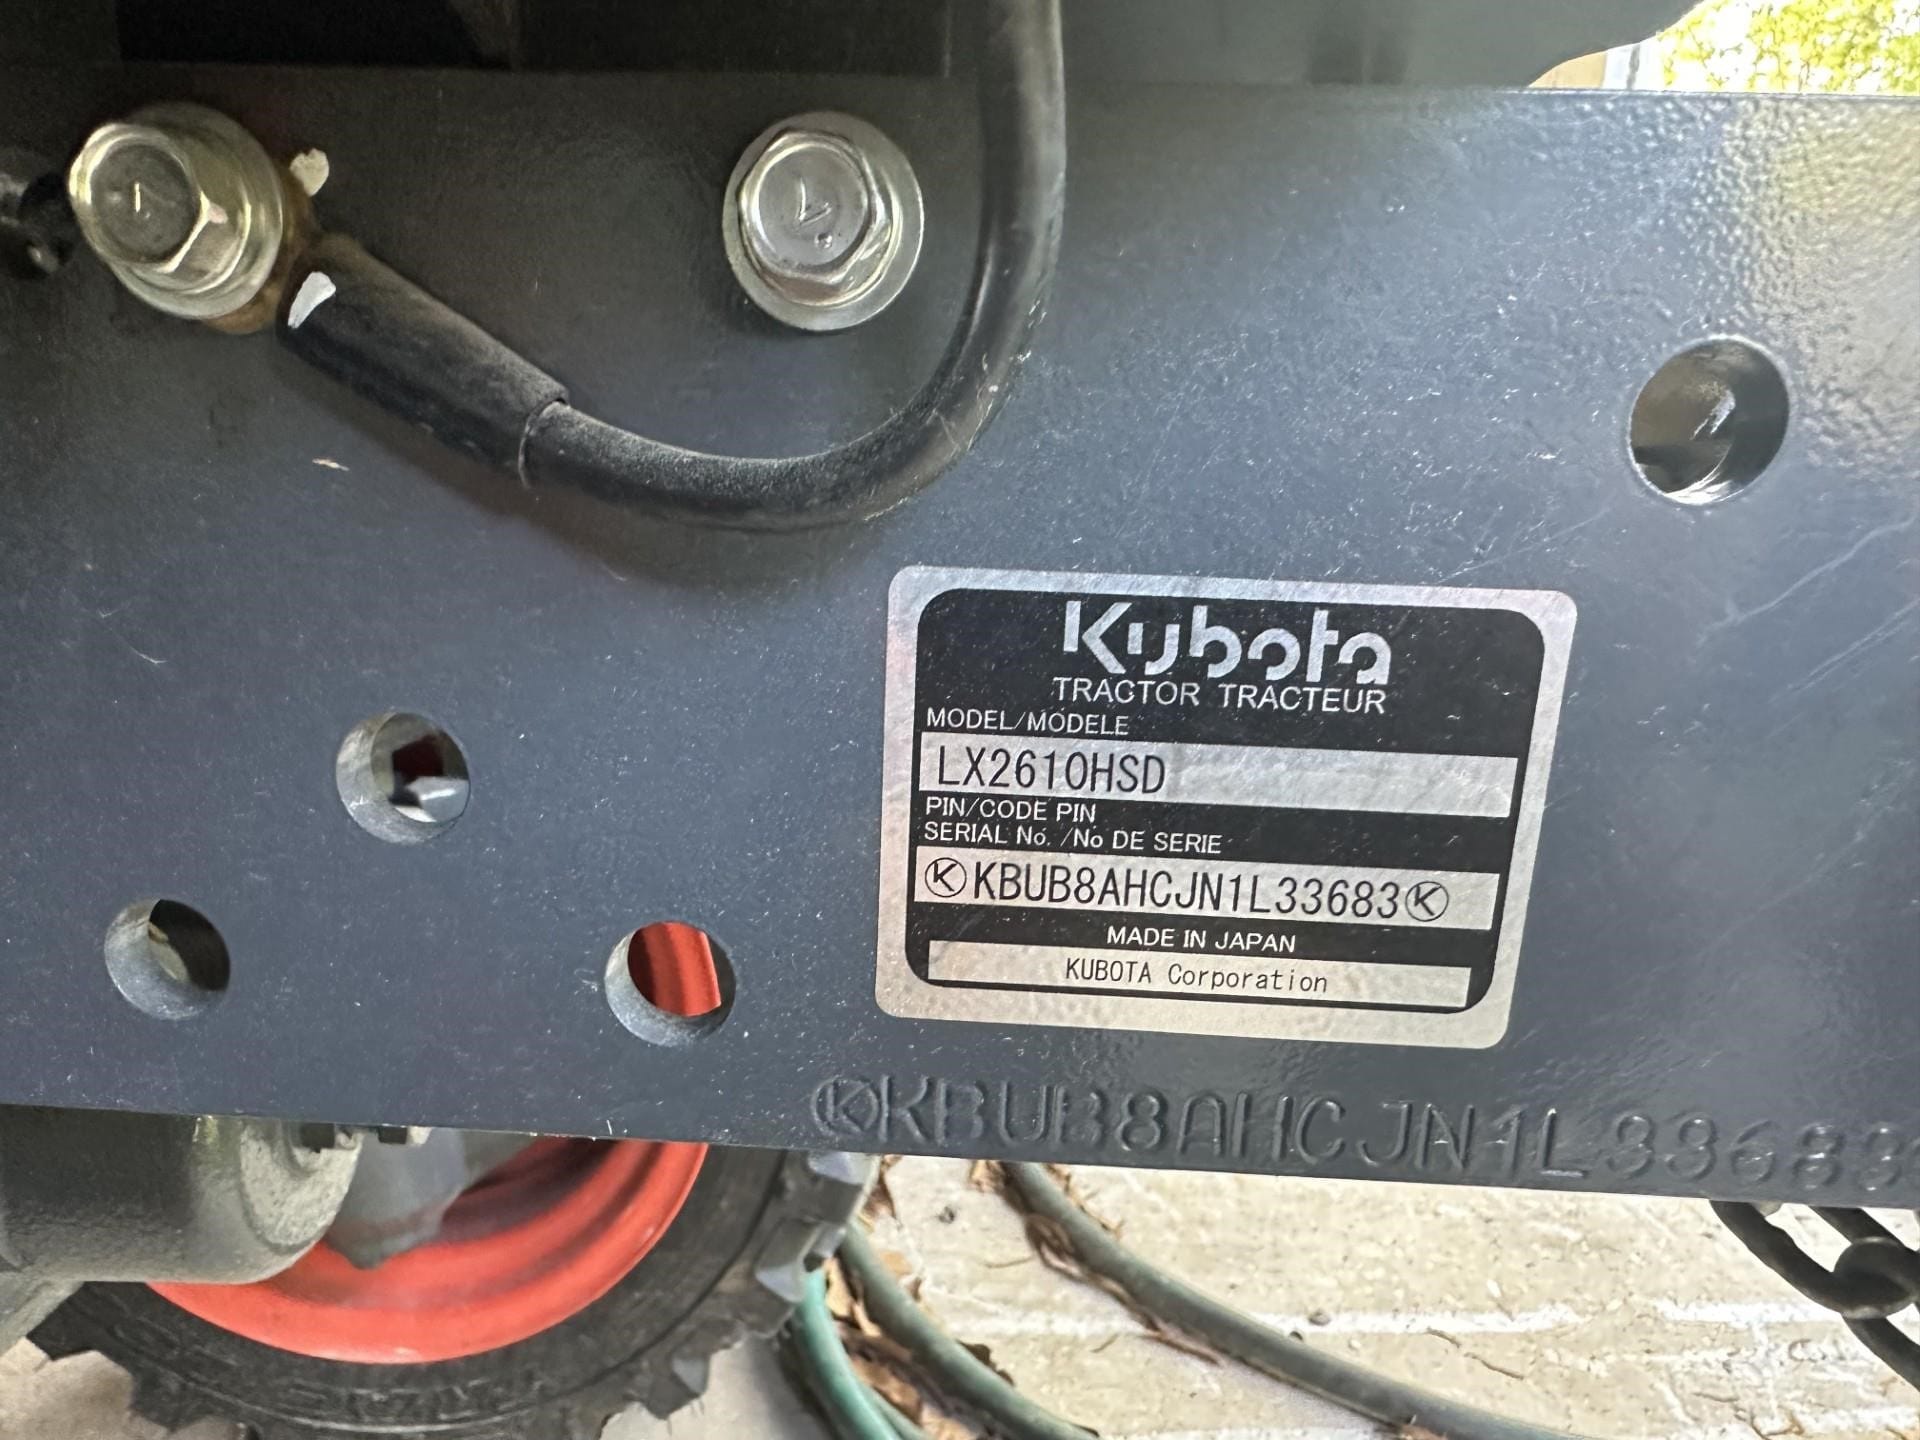 Kubota
TRACTOR TRACTEUR
MODEL/MODELE
LX2610HSD
PIN/CODE PIN
SERIAL No. /No DE SERIE
KBUB8AHCJN1L33683
MADE IN JAPAN
KUBOTA Corporation
KBUB8AHCJN1L33683